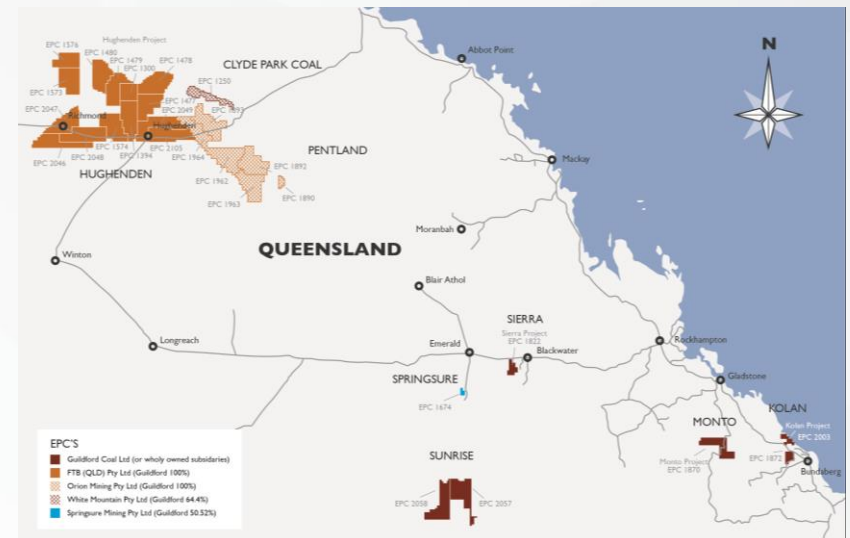 Hughenden Project
EPC 1576
EPC 1480
EPC 1479
EPC 1478
EPC 1300
CLYDE PARK COAL
EPC 1573
EPC 1250
EPC 1477
EPC 2047
EPC 2049
EPC 1893
Richmond
Hughenden
EPC 1574
EPC 2105
EPC 2048
EPC 1394
EPC 1964
EPC 2046
HUGHENDEN
PENTLAND
EPC 1892
EPC 1962
EPC 1890
EPC 1963
Abbot Point
N
Mackay
Moranbah
QUEENSLAND
Winton
Blair Athol
Longreach
SIERRA
Sierra Project
EPC 1822
Emerald
Blackwater
Rockhampton
SPRINGSURE
EPC 1674
Gladstone
KOLAN
MONTO
Kolan Project
EPC 2003
Monto Project
EPC 1870
EPC 1872
Bundaberg
SUNRISE
EPC 2058
EPC 2057
EPC'S
Guildford Coal Ltd (or wholly owned subsidaries)
FTB (QLD) Pty Ltd (Guildford 100%)
Orion Mining Pty Ltd (Guildford 100%)
White Mountain Pty Ltd (Guildford 64.4%)
Springsure Mining Pty Ltd (Guildford 50.52%)